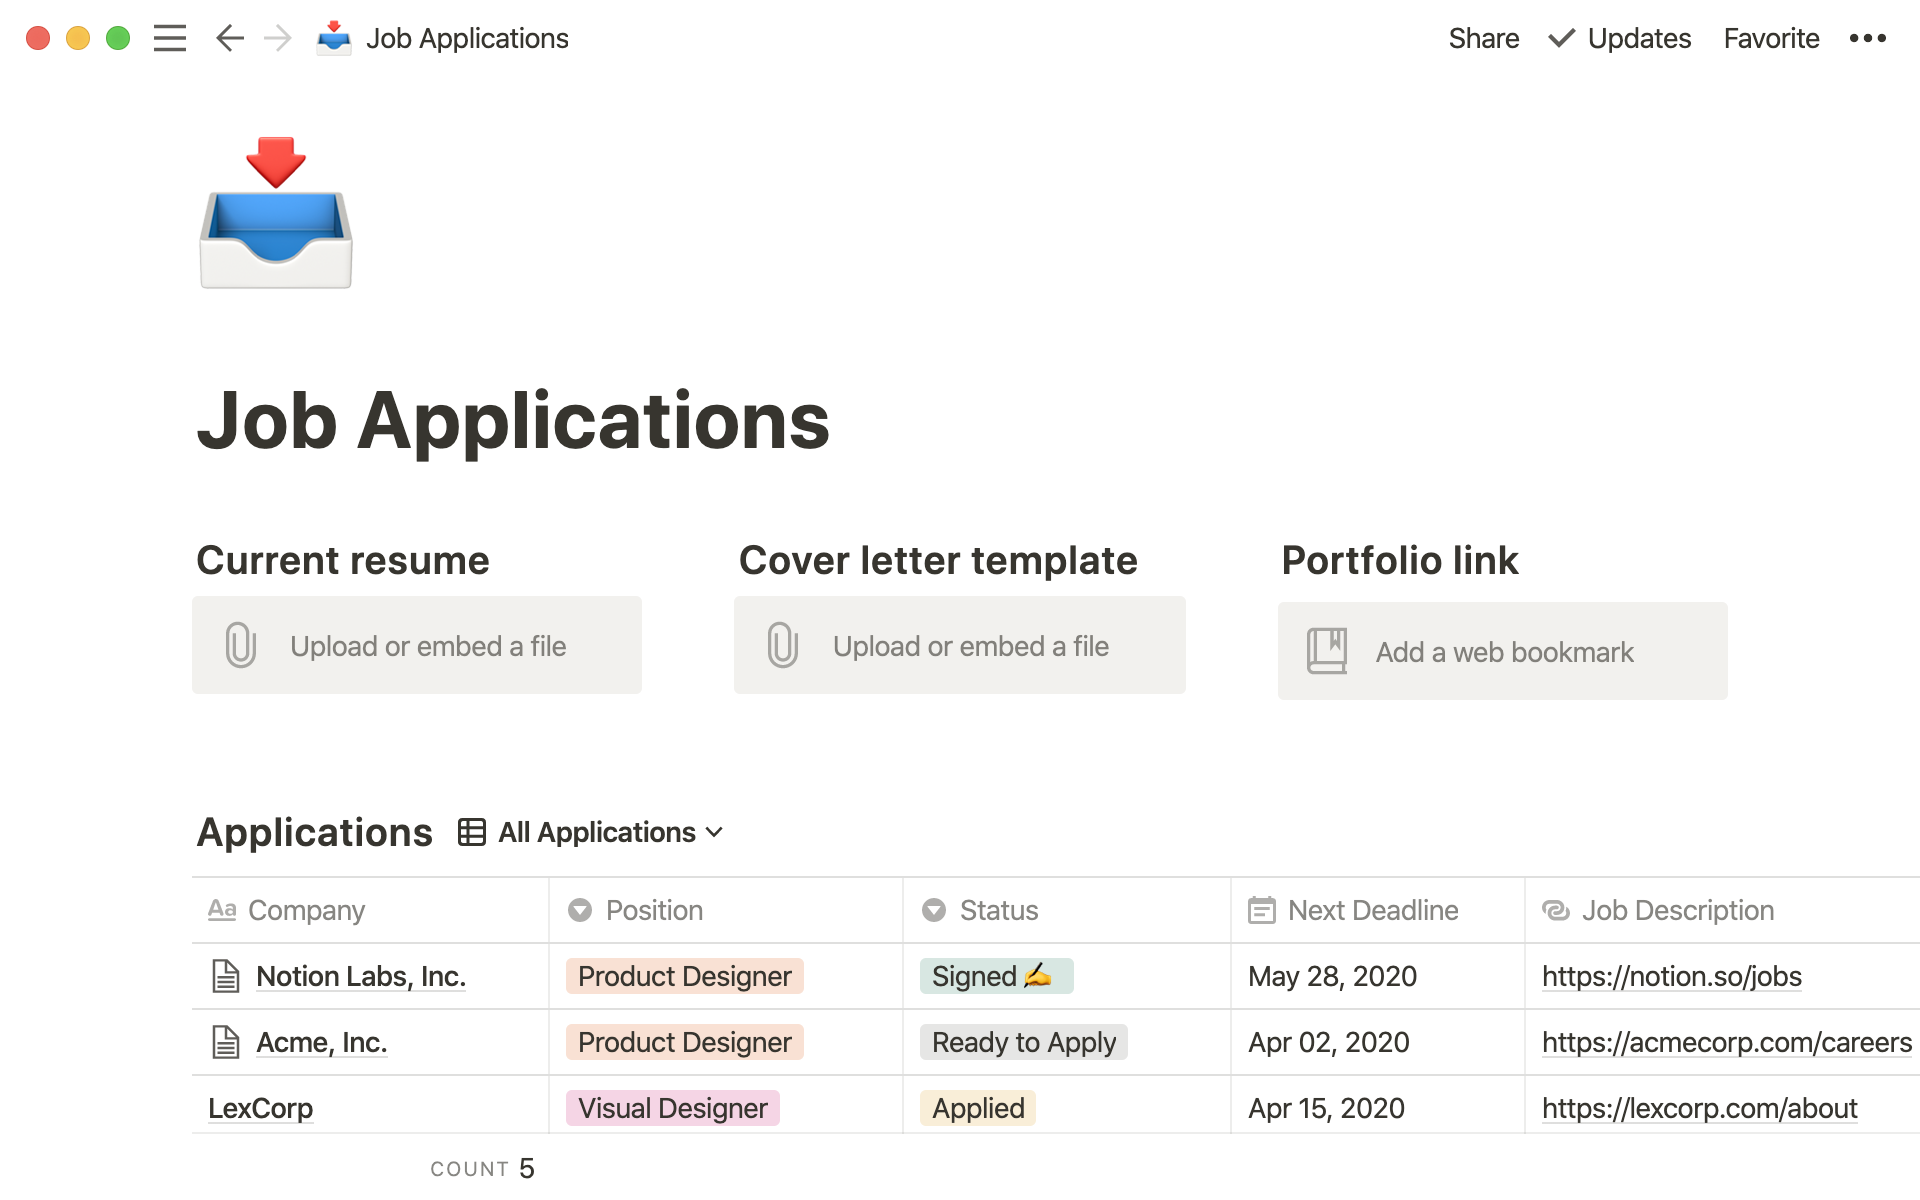 Job Applications
Share Updates Favorite
Job Applications
Current resume Cover letter template Portfolio link
Upload or embed a file Upload or embed a file Add a web bookmark
Applications All Applications
Aa Company Position Status Next Deadline Job Description
Notion Labs, Inc. Product Designer Signed ✍️ May 28, 2020 https://notion.so/jobs
Acme, Inc. Product Designer Ready to Apply Apr 02, 2020 https://acmecorp.com/careers
LexCorp Visual Designer Applied Apr 15, 2020 https://lexcorp.com/about
COUNT 5